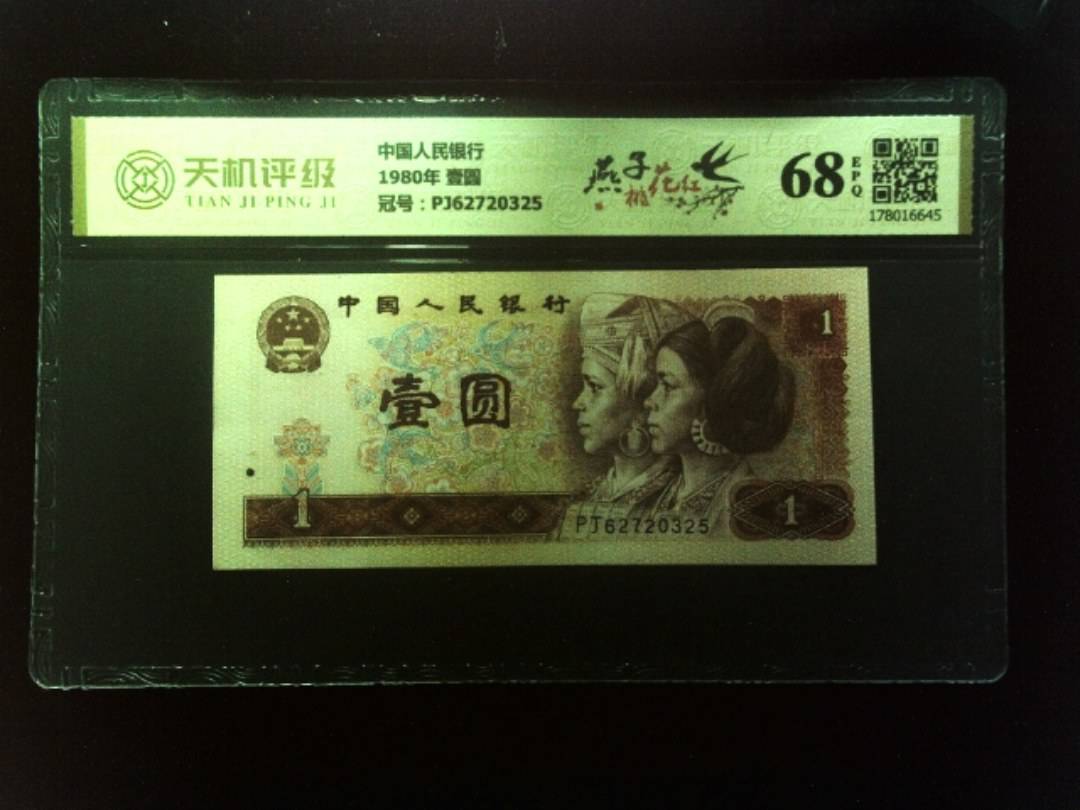 天机评级
TIAN JI PING JI
中国人民银行
1980年 壹圆
冠号：PJ62720325
燕子桃花红
68
EPQ
178016645
中国人民银行
壹圆
1
1
1
PJ62720325